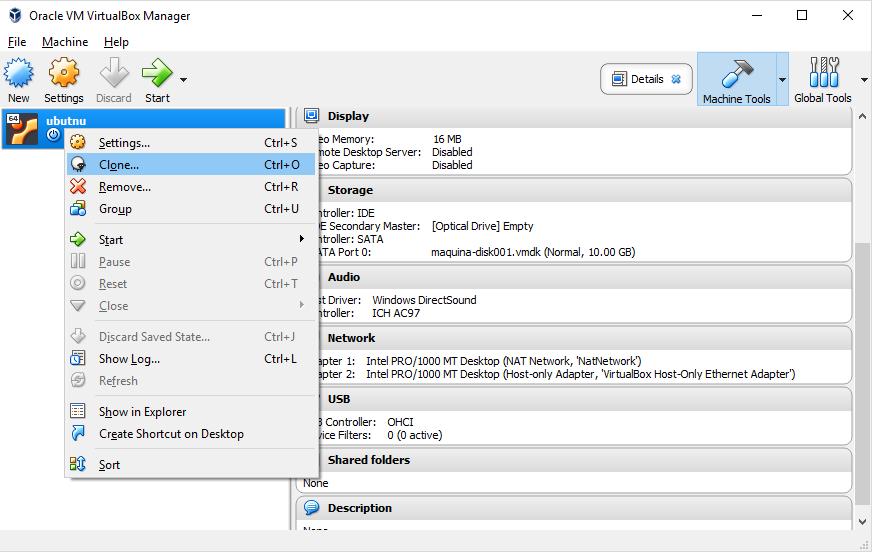 Oracle VM VirtualBox Manager
File Machine Help
New Settings Discard Start Details Machine Tools Global Tools
64 ubutnu
Settings... Ctrl+S
Clone... Ctrl+O
Remove... Ctrl+R
Group Ctrl+U
Start
Pause Ctrl+P
Reset Ctrl+T
Close
Discard Saved State... Ctrl+J
Show Log... Ctrl+L
Refresh
Show in Explorer
Create Shortcut on Desktop
Sort
Display
eo Memory: 16 MB
mote Desktop Server: Disabled
eo Capture: Disabled
Storage
ntroller: IDE
DE Secondary Master: [Optical Drive] Empty
ntroller: SATA
ATA Port 0: maquina-disk001.vmdk (Normal, 10.00 GB)
Audio
st Driver: Windows DirectSound
ntroller: ICH AC97
Network
apter 1: Intel PRO/1000 MT Desktop (NAT Network, 'NatNetwork')
apter 2: Intel PRO/1000 MT Desktop (Host-only Adapter, 'VirtualBox Host-Only Ethernet Adapter')
USB
B Controller: OHCI
vice Filters: 0 (0 active)
Shared folders
None
Description
None